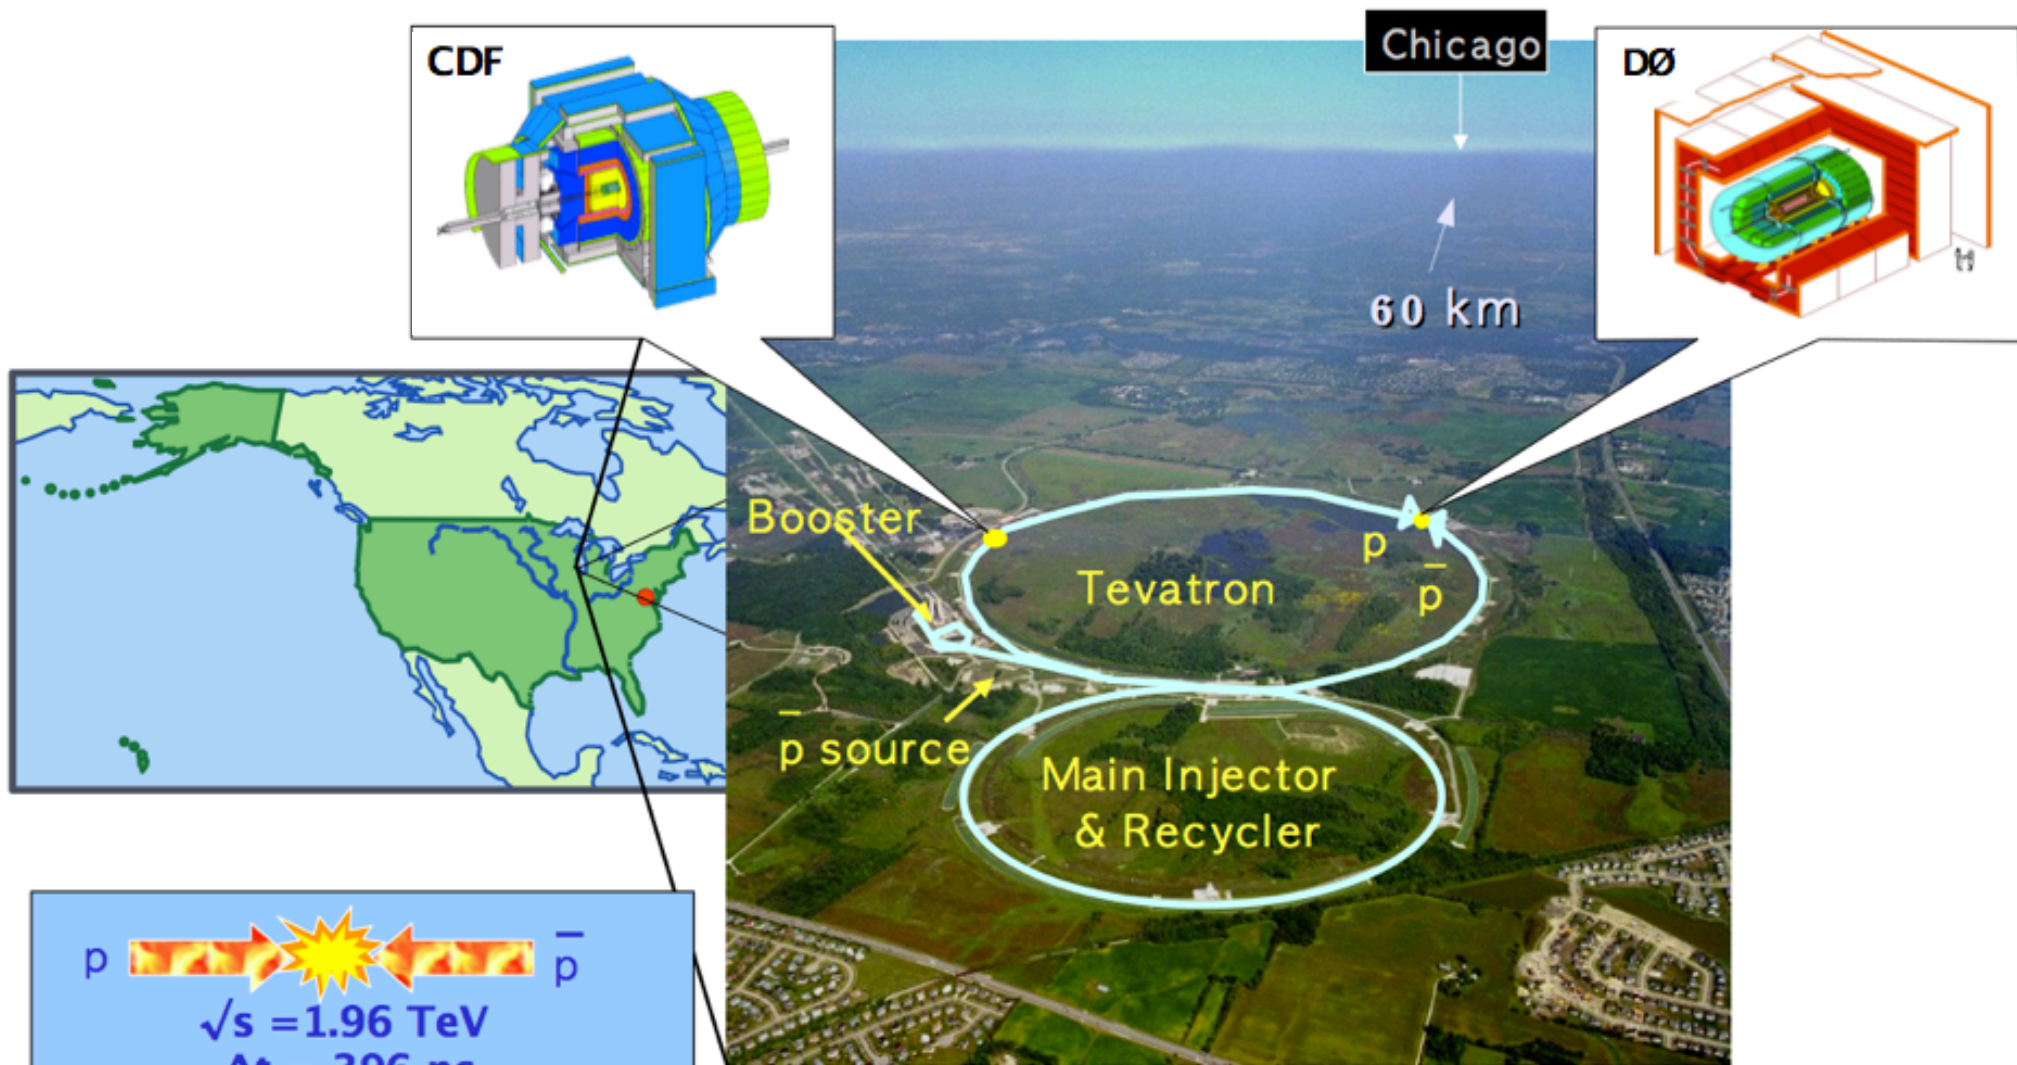 CDF
Chicago
DØ
60 km
Booster
p
p̅
Tevatron
p̅ source
Main Injector
& Recycler
p
p̅
√s =1.96 TeV